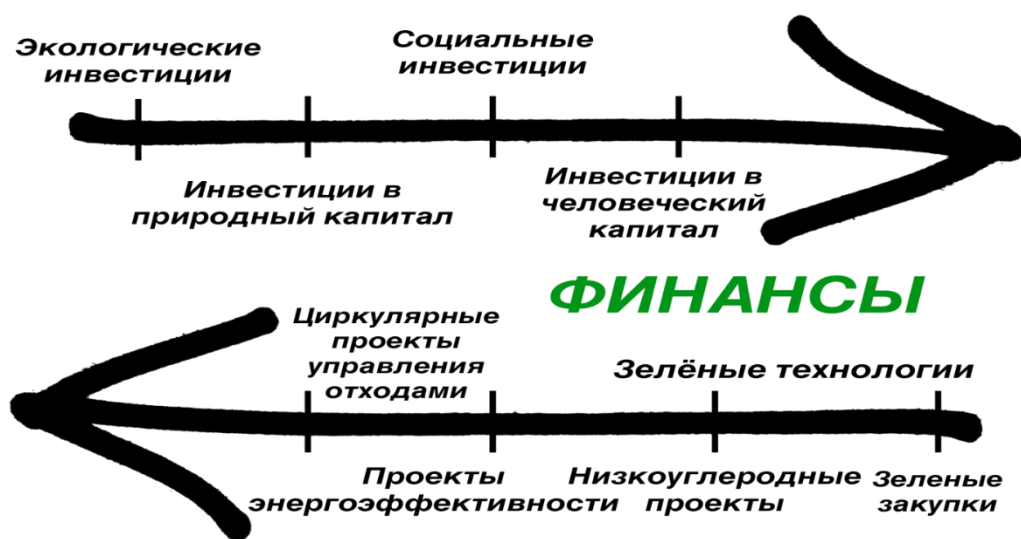 Экологические
инвестиции
Социальные
инвестиции
Инвестиции в
природный капитал
Инвестиции в
человеческий
капитал
ФИНАНСЫ
Циркулярные
проекты
управления
отходами
Зелёные технологии
Проекты
энергоэффективности
Низкоуглеродные
проекты
Зеленые
закупки